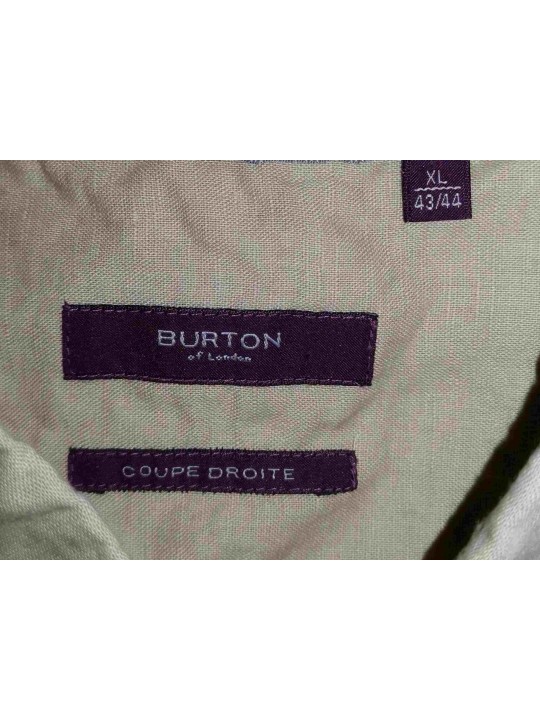 XL
43/44
BURTON
of London
COUPE DROITE